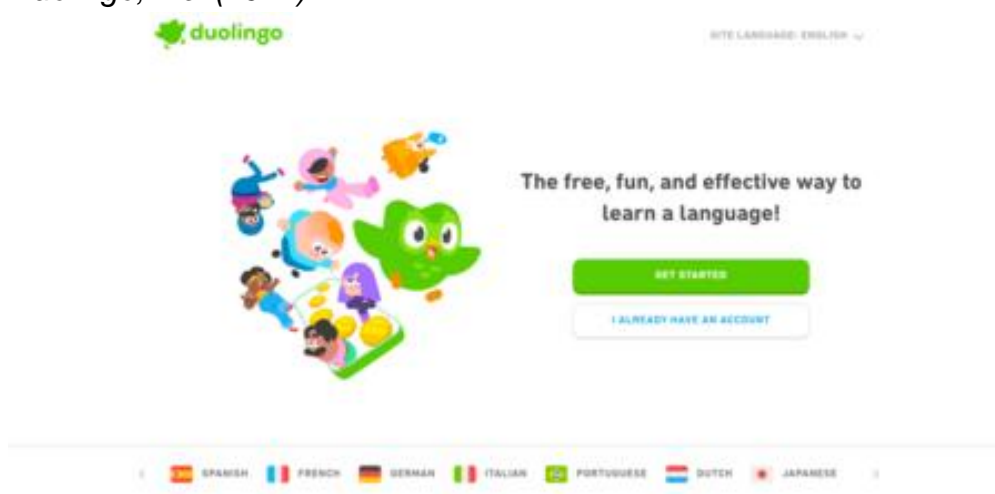 duolingo
SITE LANGUAGE: ENGLISH
The free, fun, and effective way to
learn a language!
GET STARTED
I ALREADY HAVE AN ACCOUNT
SPANISH FRENCH GERMAN ITALIAN PORTUGUESE DUTCH JAPANESE